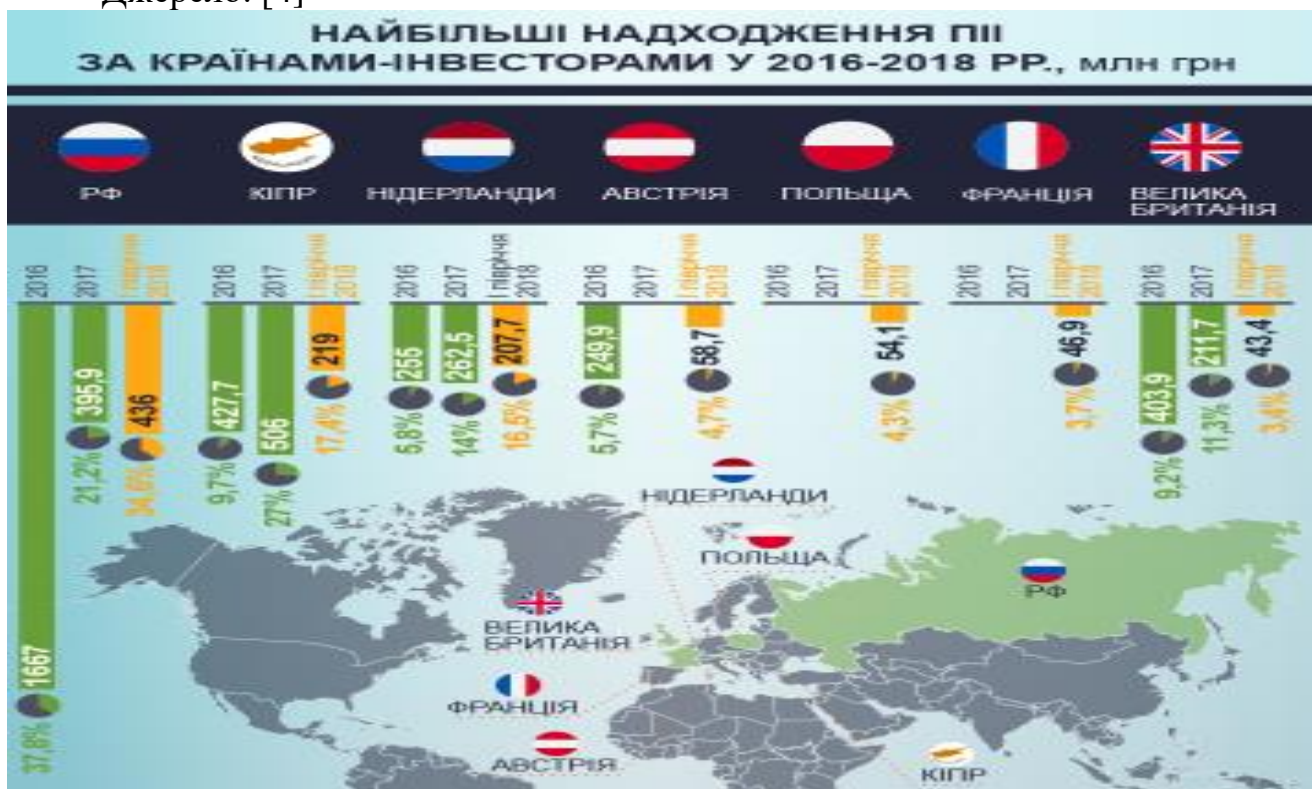 Джерело: [4]
НАЙБІЛЬШІ НАДХОДЖЕННЯ ПІІ
ЗА КРАЇНАМИ-ІНВЕСТОРАМИ У 2016-2018 РР., млн грн
РФ
КІПР
НІДЕРЛАНДИ
АВСТРІЯ
ПОЛЬЩА
ФРАНЦІЯ
ВЕЛИКА
БРИТАНІЯ
2016
2017
І півріччя
2018
1667
37,8%
395,9
21,2%
436
34,6%
2016
2017
І півріччя
2018
427,7
9,7%
506
27%
219
17,4%
2016
2017
І півріччя
2018
255
5,8%
262,5
14%
207,7
16,5%
2016
2017
І півріччя
2018
249,9
5,7%
58,7
4,7%
2016
2017
І півріччя
2018
54,1
4,3%
2016
2017
І півріччя
2018
46,9
3,7%
2016
2017
І півріччя
2018
403,9
9,2%
211,7
11,3%
43,4
3,4%
НІДЕРЛАНДИ
ПОЛЬЩА
РФ
ВЕЛИКА
БРИТАНІЯ
ФРАНЦІЯ
АВСТРІЯ
КІПР